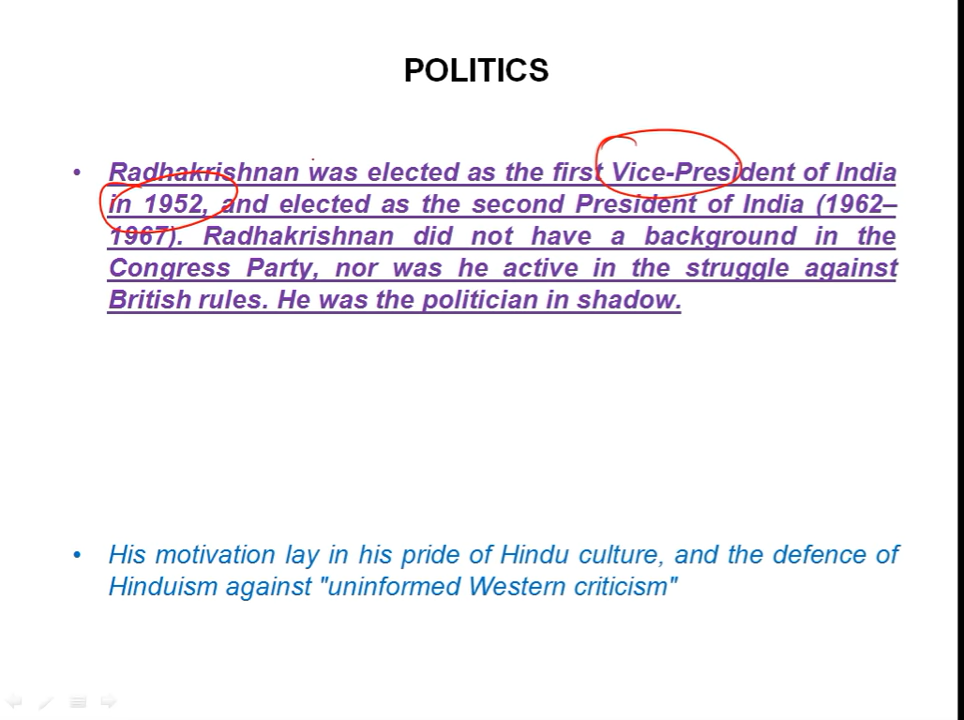 POLITICS
• Radhakrishnan was elected as the first Vice-President of India
in 1952, and elected as the second President of India (1962–
1967). Radhakrishnan did not have a background in the
Congress Party, nor was he active in the struggle against
British rules. He was the politician in shadow.
• His motivation lay in his pride of Hindu culture, and the defence of
Hinduism against "uninformed Western criticism"